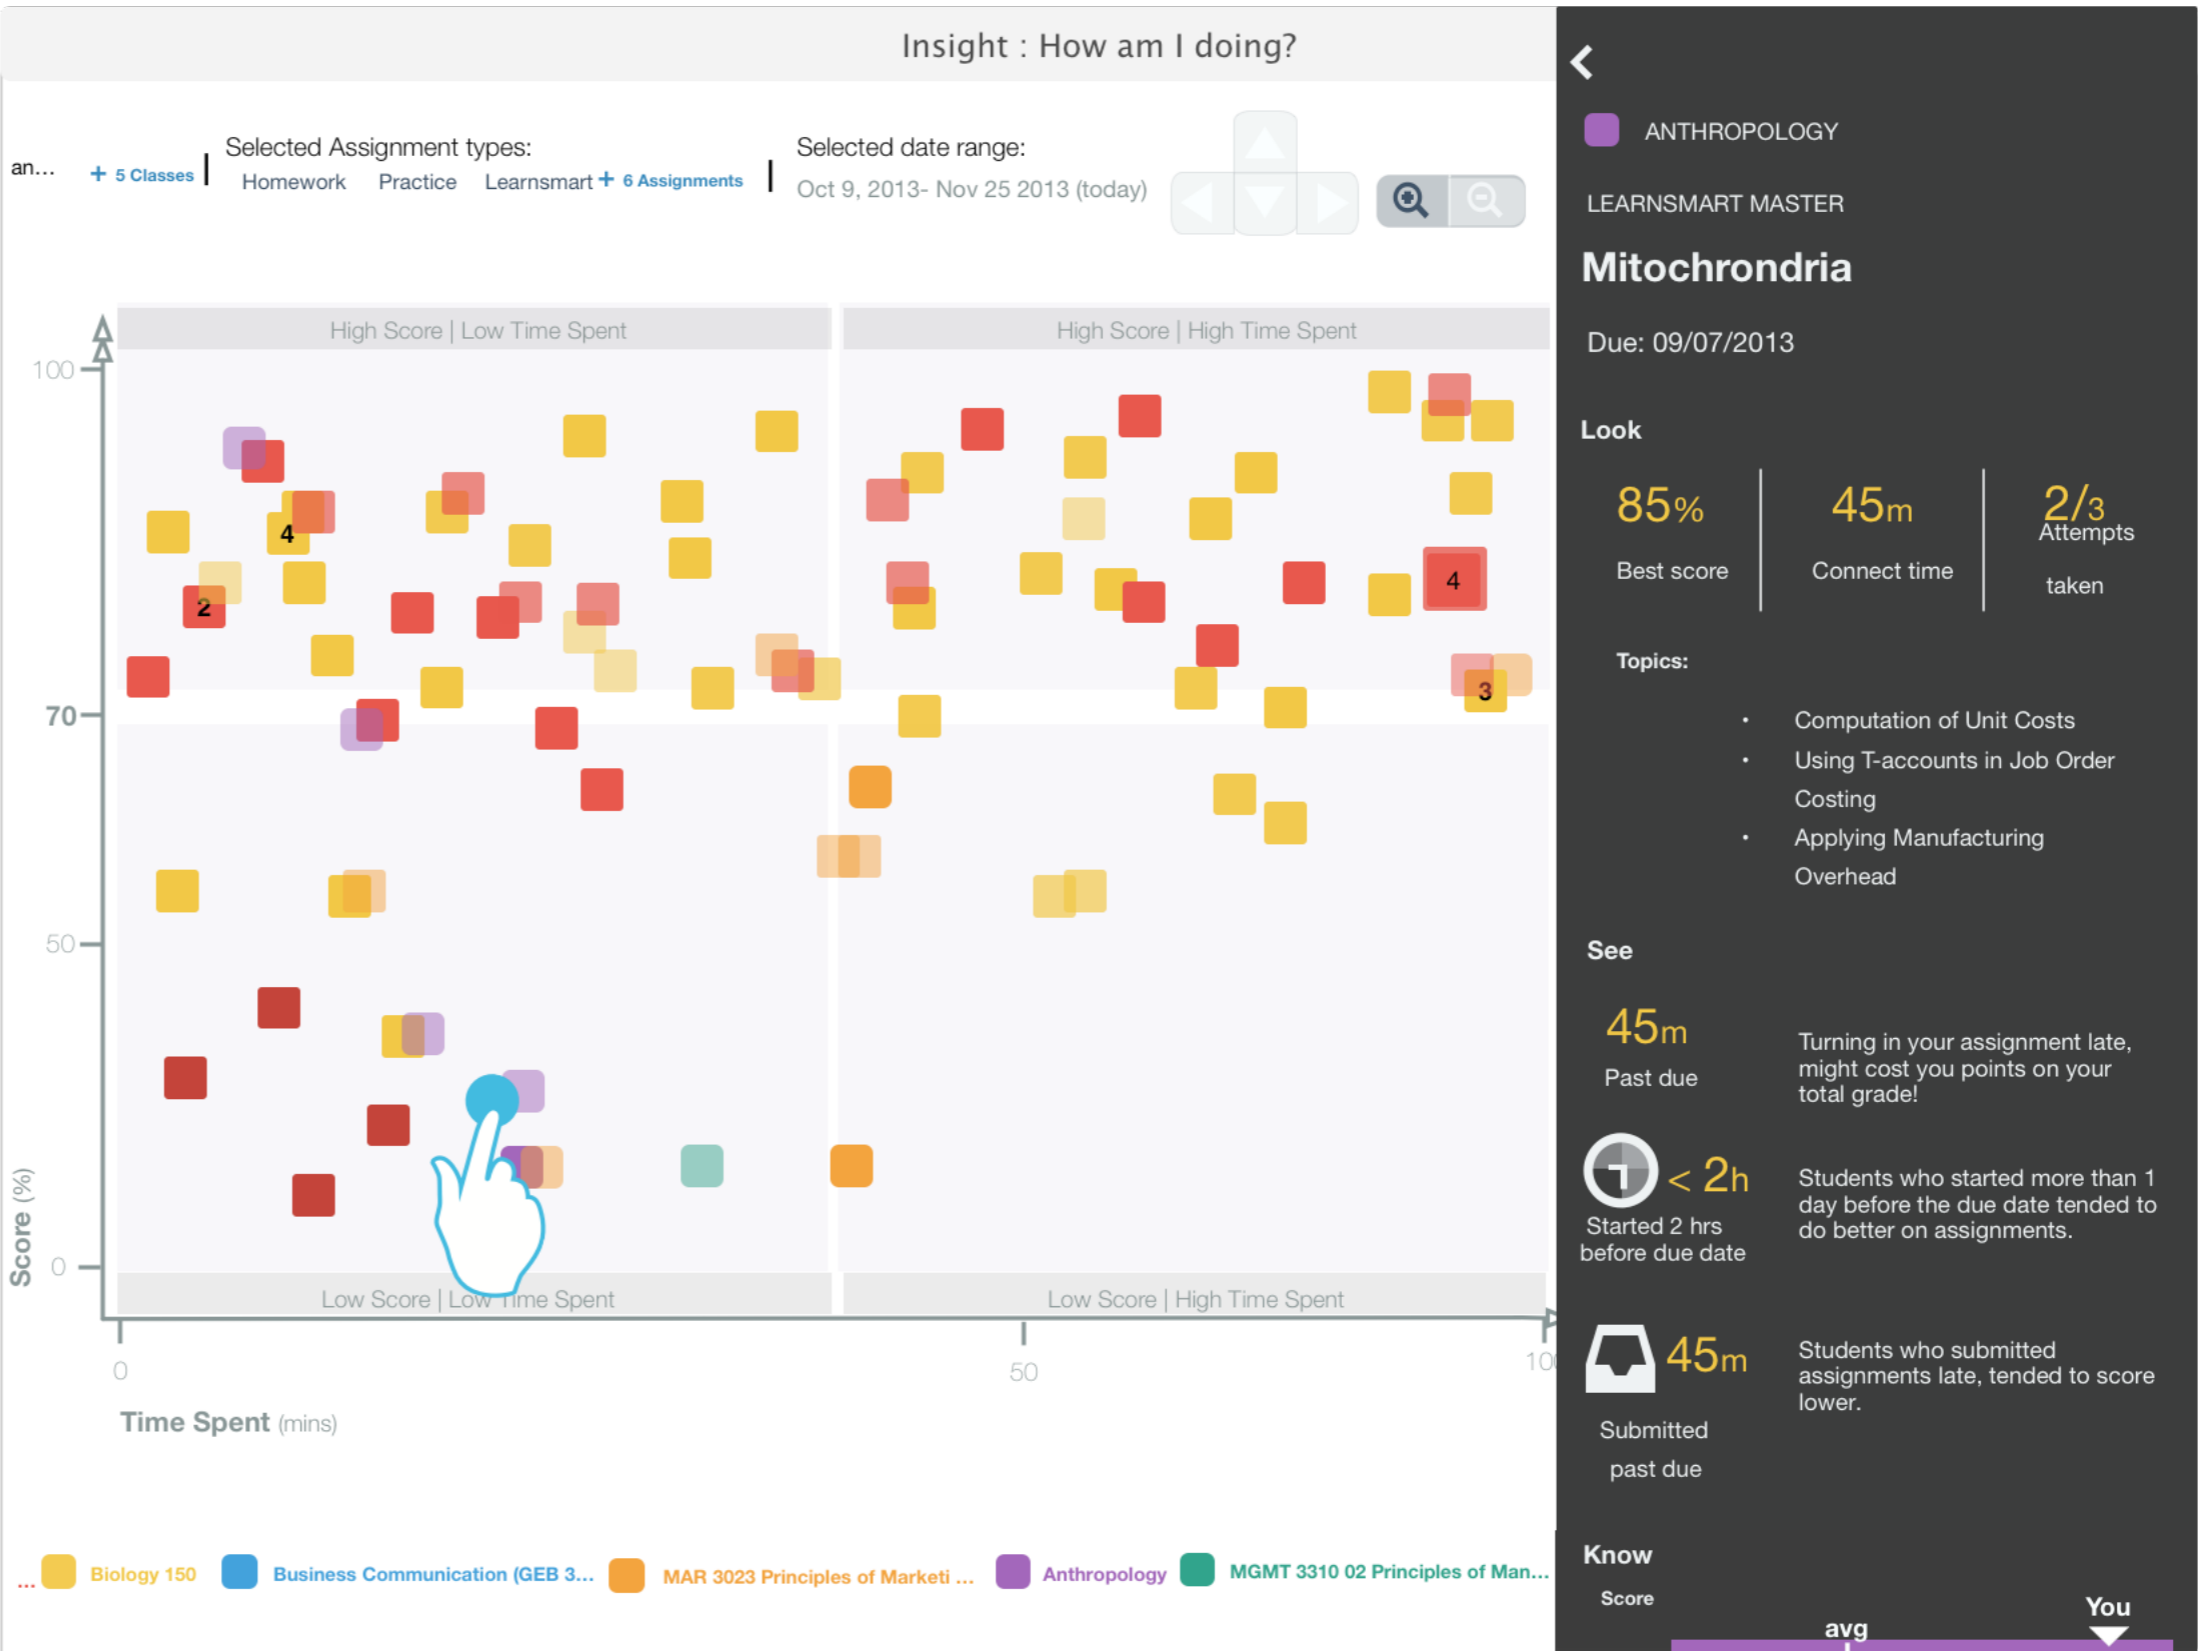 Insight : How am I doing?
an...
+ 5 Classes
Selected Assignment types:
Homework Practice Learnsmart + 6 Assignments
Selected date range:
Oct 9, 2013- Nov 25 2013 (today)
High Score | Low Time Spent
High Score | High Time Spent
100
70
50
0
Score (%)
4
2
4
3
Low Score | Low Time Spent
Low Score | High Time Spent
0
50
100
Time Spent (mins)
...
Biology 150
Business Communication (GEB 3...
MAR 3023 Principles of Marketi ...
Anthropology
MGMT 3310 02 Principles of Man...
ANTHROPOLOGY
LEARNSMART MASTER
Mitochrondria
Due: 09/07/2013
Look
85%
Best score
45m
Connect time
2/3
Attempts
taken
Topics:
• Computation of Unit Costs
• Using T-accounts in Job Order
Costing
• Applying Manufacturing
Overhead
See
45m
Past due
Turning in your assignment late,
might cost you points on your
total grade!
< 2h
Started 2 hrs
before due date
Students who started more than 1
day before the due date tended to
do better on assignments.
45m
Submitted
past due
Students who submitted
assignments late, tended to score
lower.
Know
Score
avg
You